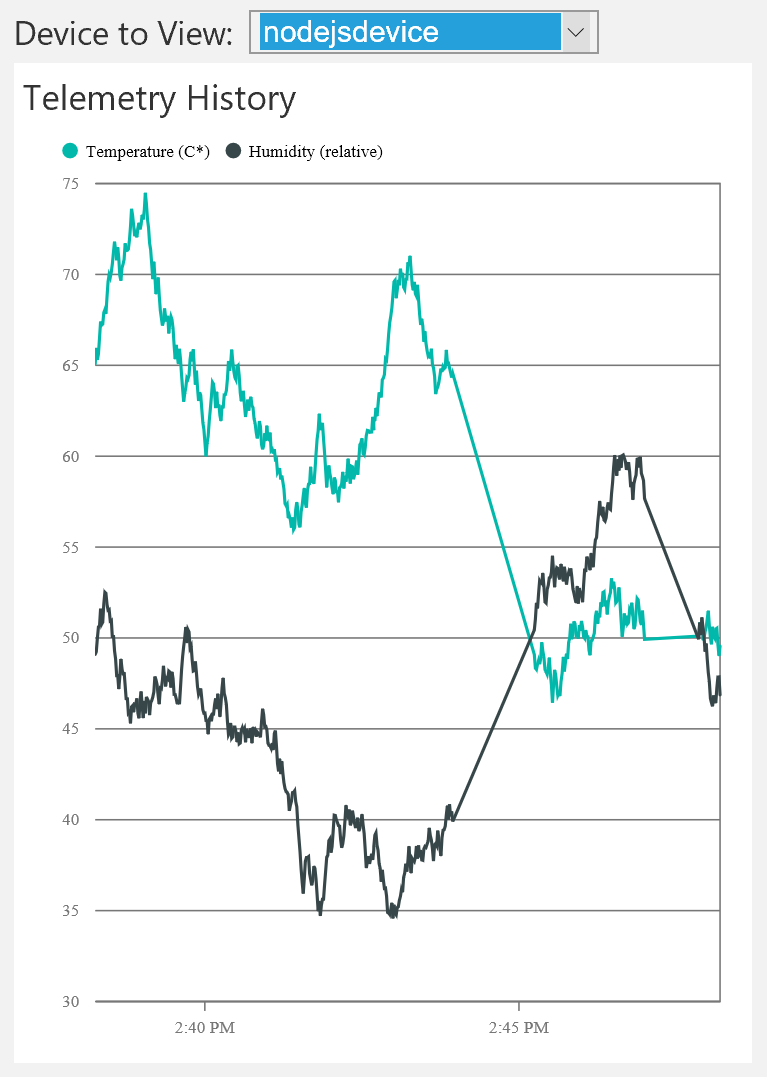 Device to View: nodejsdevice
Telemetry History
Temperature (C*) Humidity (relative)
75
70
65
60
55
50
45
40
35
30
2:40 PM 2:45 PM